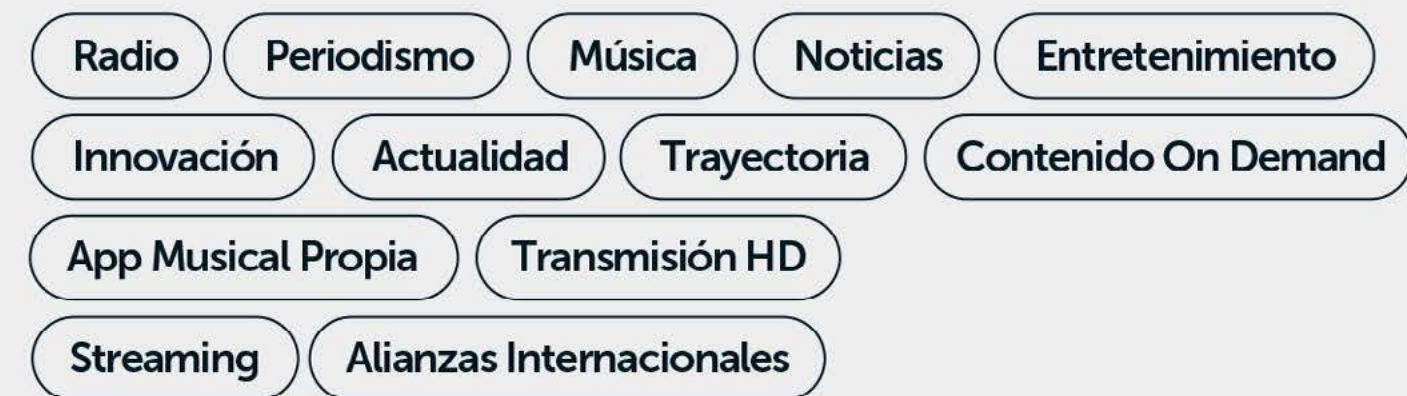 Radio Periodismo Música Noticias Entretenimiento
Innovación Actualidad Trayectoria Contenido On Demand
App Musical Propia Transmisión HD
Streaming Alianzas Internacionales